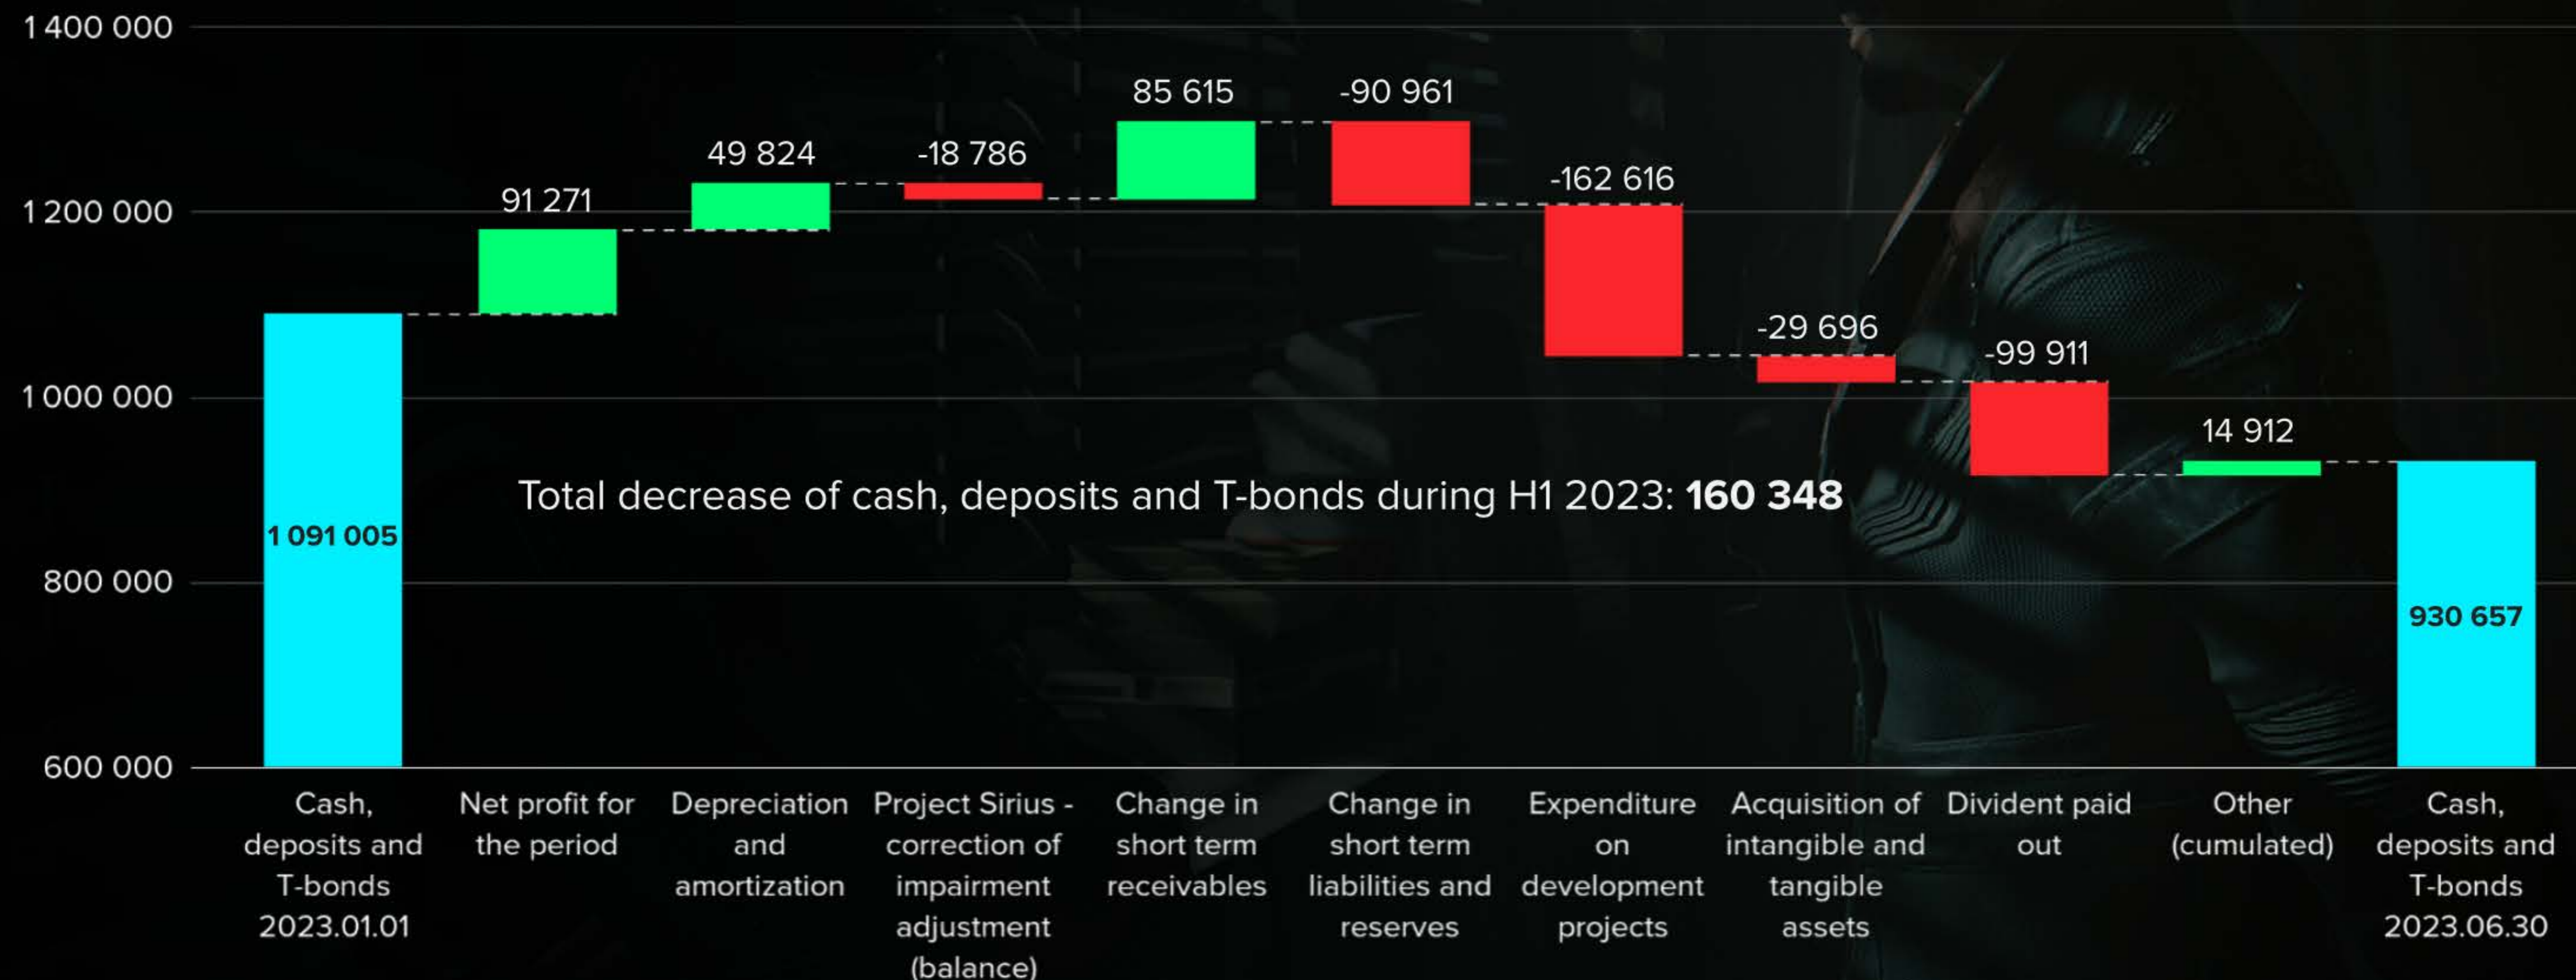 1 400 000
1 200 000
1 000 000
800 000
600 000
91 271
49 824
-18 786
85 615
-90 961
-162 616
-29 696
-99 911
14 912
1 091 005
930 657
Total decrease of cash, deposits and T-bonds during H1 2023: 160 348
Cash,
deposits and
T-bonds
2023.01.01
Net profit for
the period
Depreciation
and
amortization
Project Sirius -
correction of
impairment
adjustment
(balance)
Change in
short term
receivables
Change in
short term
liabilities and
reserves
Expenditure
on
development
projects
Acquisition of
intangible and
tangible
assets
Divident paid
out
Other
(cumulated)
Cash,
deposits and
T-bonds
2023.06.30